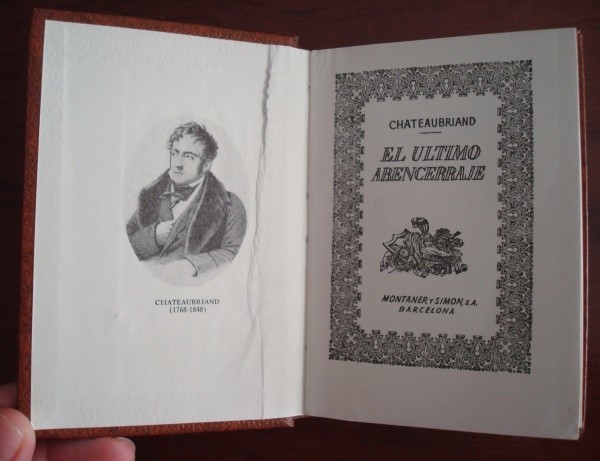 CHATEAUBRIAND
(1768-1848)
CHATEAUBRIAND
EL ULTIMO
ABENCERRAJE
MONTANER Y SIMON, S.A.
BARCELONA